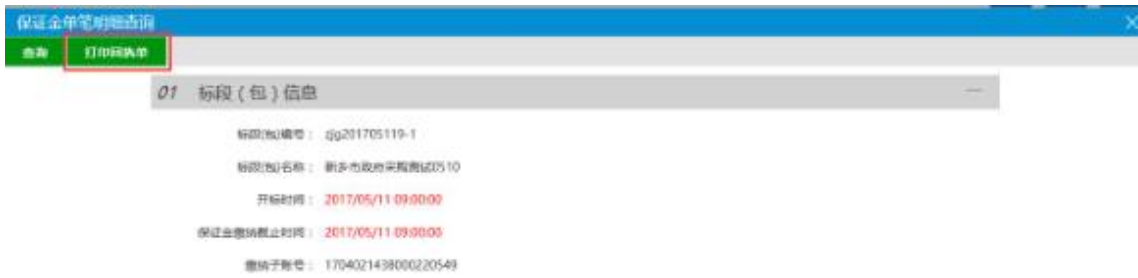 保证金单笔明细查询
查询 打印回执单
01 标段（包）信息
标段(包)编号： zjg201705119-1
标段(包)名称： 新乡市政府采购测试0510
开标时间： 2017/05/11 09:00:00
保证金缴纳截止时间： 2017/05/11 09:00:00
缴纳子账号： 1704021438000220549